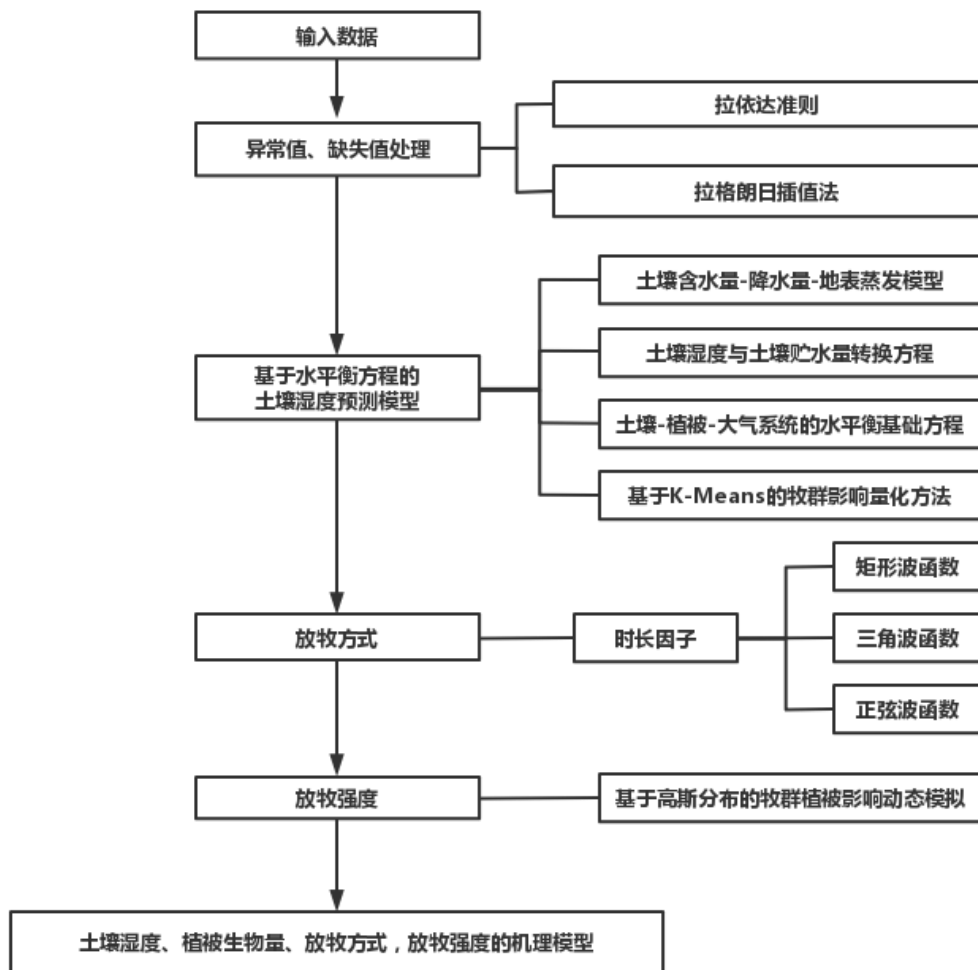 输入数据
异常值、缺失值处理
拉依达准则
拉格朗日插值法
基于水平衡方程的
土壤湿度预测模型
土壤含水量-降水量-地表蒸发模型
土壤湿度与土壤贮水量转换方程
土壤-植被-大气系统的水平衡基础方程
基于K-Means的牧群影响量化方法
放牧方式
时长因子
矩形波函数
三角波函数
正弦波函数
放牧强度
基于高斯分布的牧群植被影响动态模拟
土壤湿度、植被生物量、放牧方式，放牧强度的机理模型